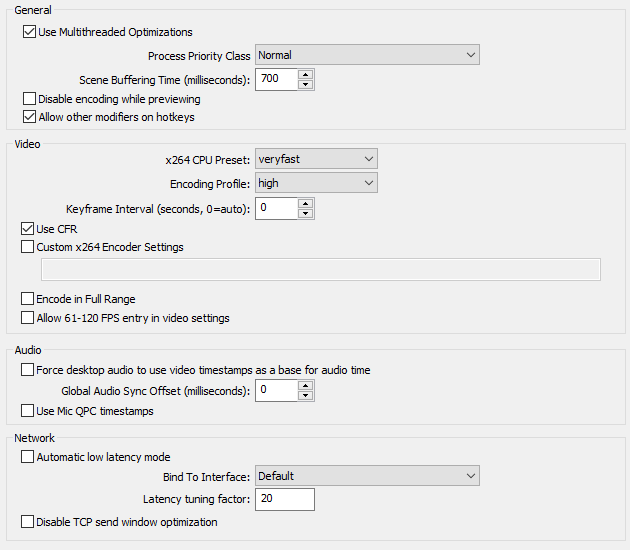 General
Use Multithreaded Optimizations
Process Priority Class Normal
Scene Buffering Time (milliseconds): 700
Disable encoding while previewing
Allow other modifiers on hotkeys
Video
x264 CPU Preset: veryfast
Encoding Profile: high
Keyframe Interval (seconds, 0=auto): 0
Use CFR
Custom x264 Encoder Settings
Encode in Full Range
Allow 61-120 FPS entry in video settings
Audio
Force desktop audio to use video timestamps as a base for audio time
Global Audio Sync Offset (milliseconds): 0
Use Mic QPC timestamps
Network
Automatic low latency mode
Bind To Interface: Default
Latency tuning factor: 20
Disable TCP send window optimization